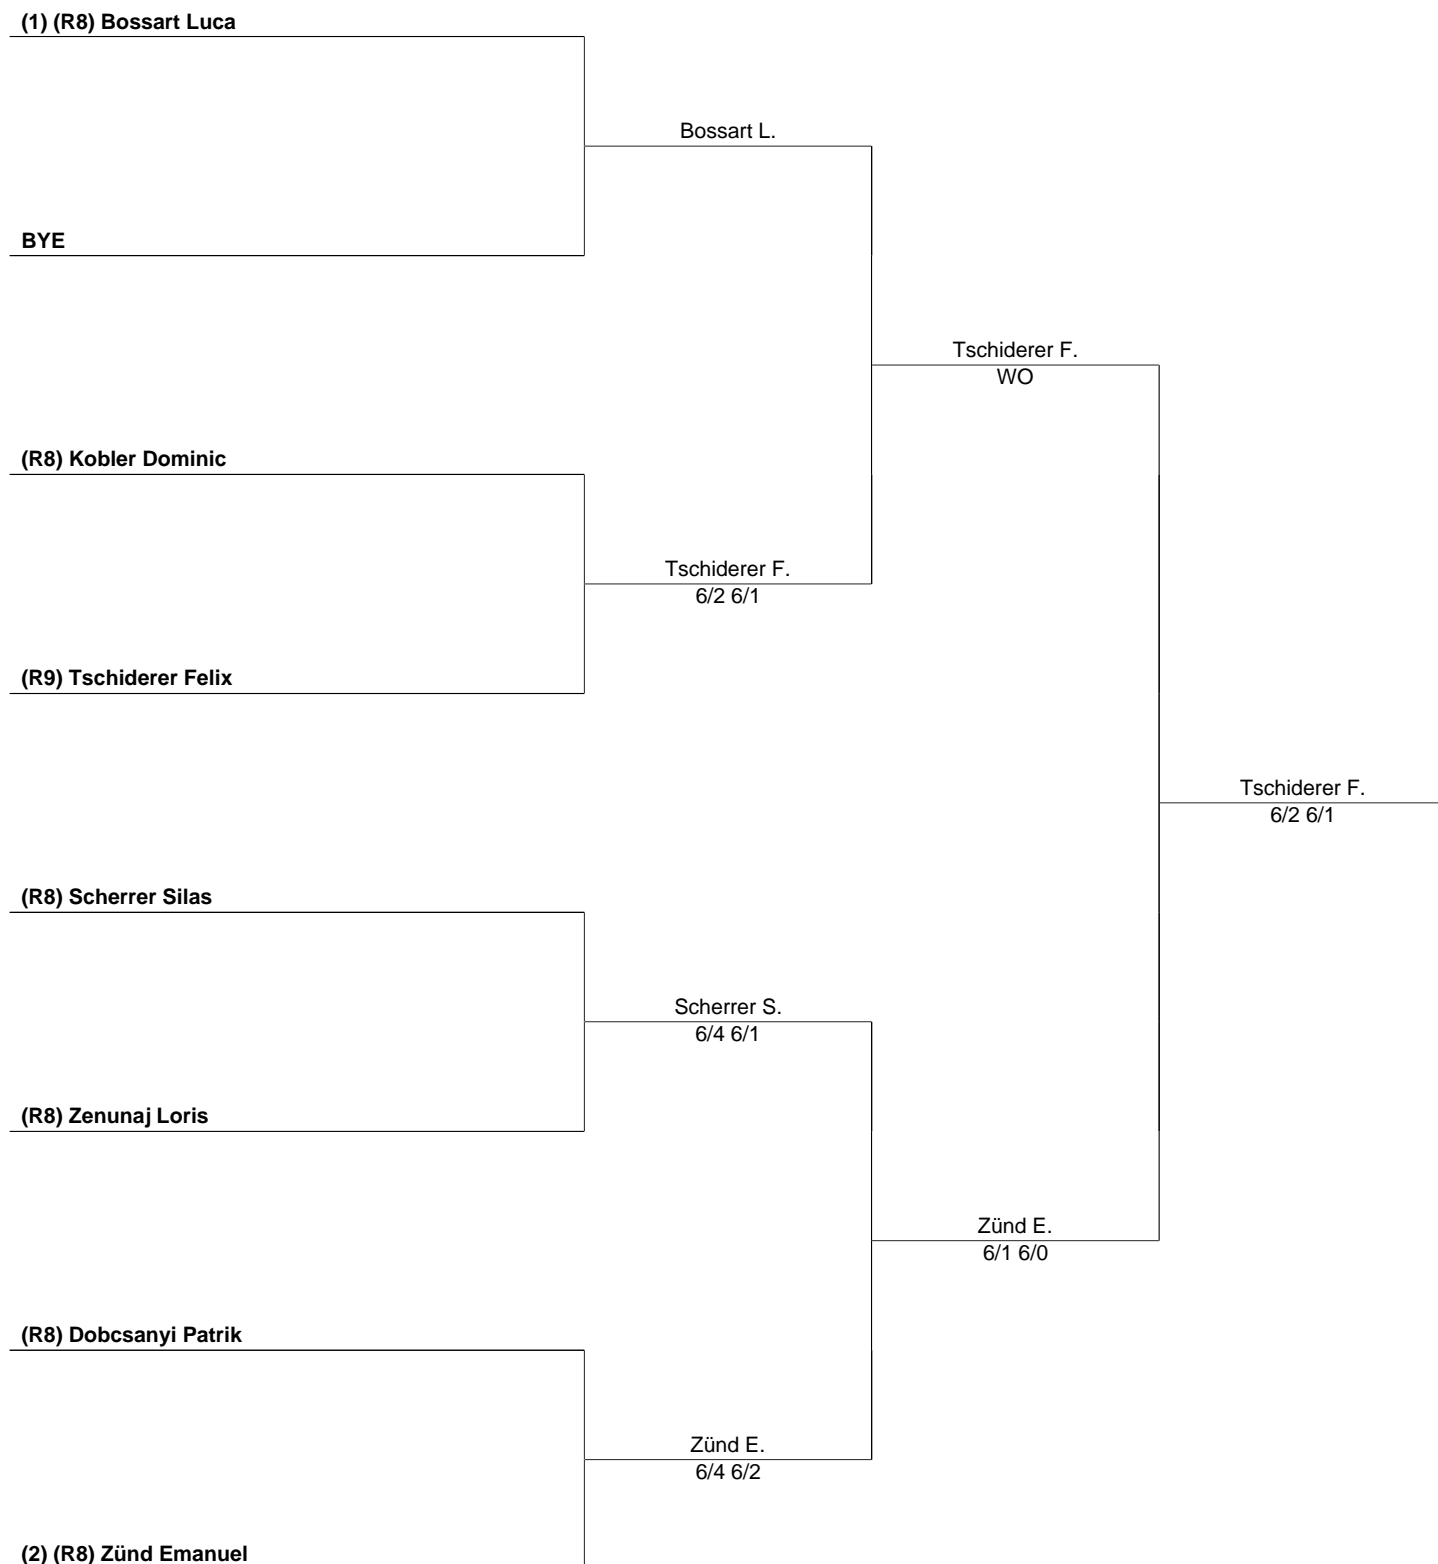 (1) (R8) Bossart Luca
Bossart L.
BYE
Tschiderer F.
WO
(R8) Kobler Dominic
Tschiderer F.
6/2 6/1
(R9) Tschiderer Felix
Tschiderer F.
6/2 6/1
(R8) Scherrer Silas
Scherrer S.
6/4 6/1
(R8) Zenunaj Loris
Zünd E.
6/1 6/0
(R8) Dobcsanyi Patrik
Zünd E.
6/4 6/2
(2) (R8) Zünd Emanuel